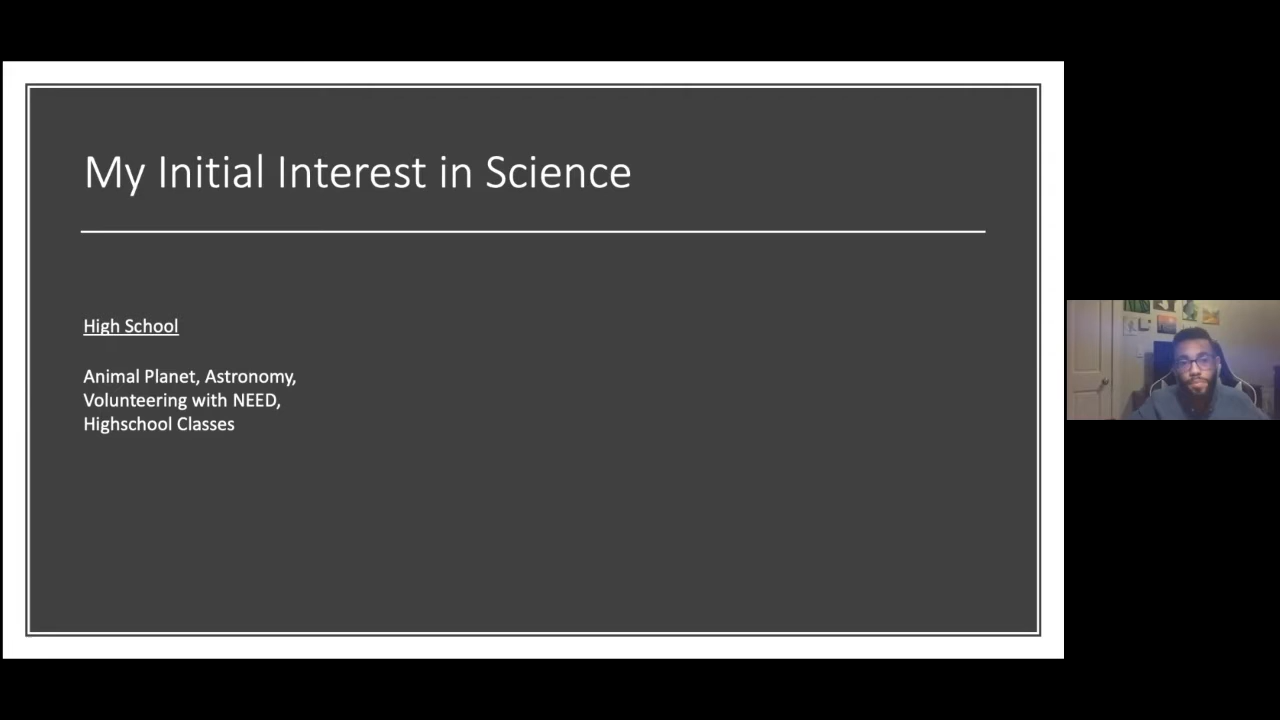 My Initial Interest in Science
High School
Animal Planet, Astronomy,
Volunteering with NEED,
Highschool Classes